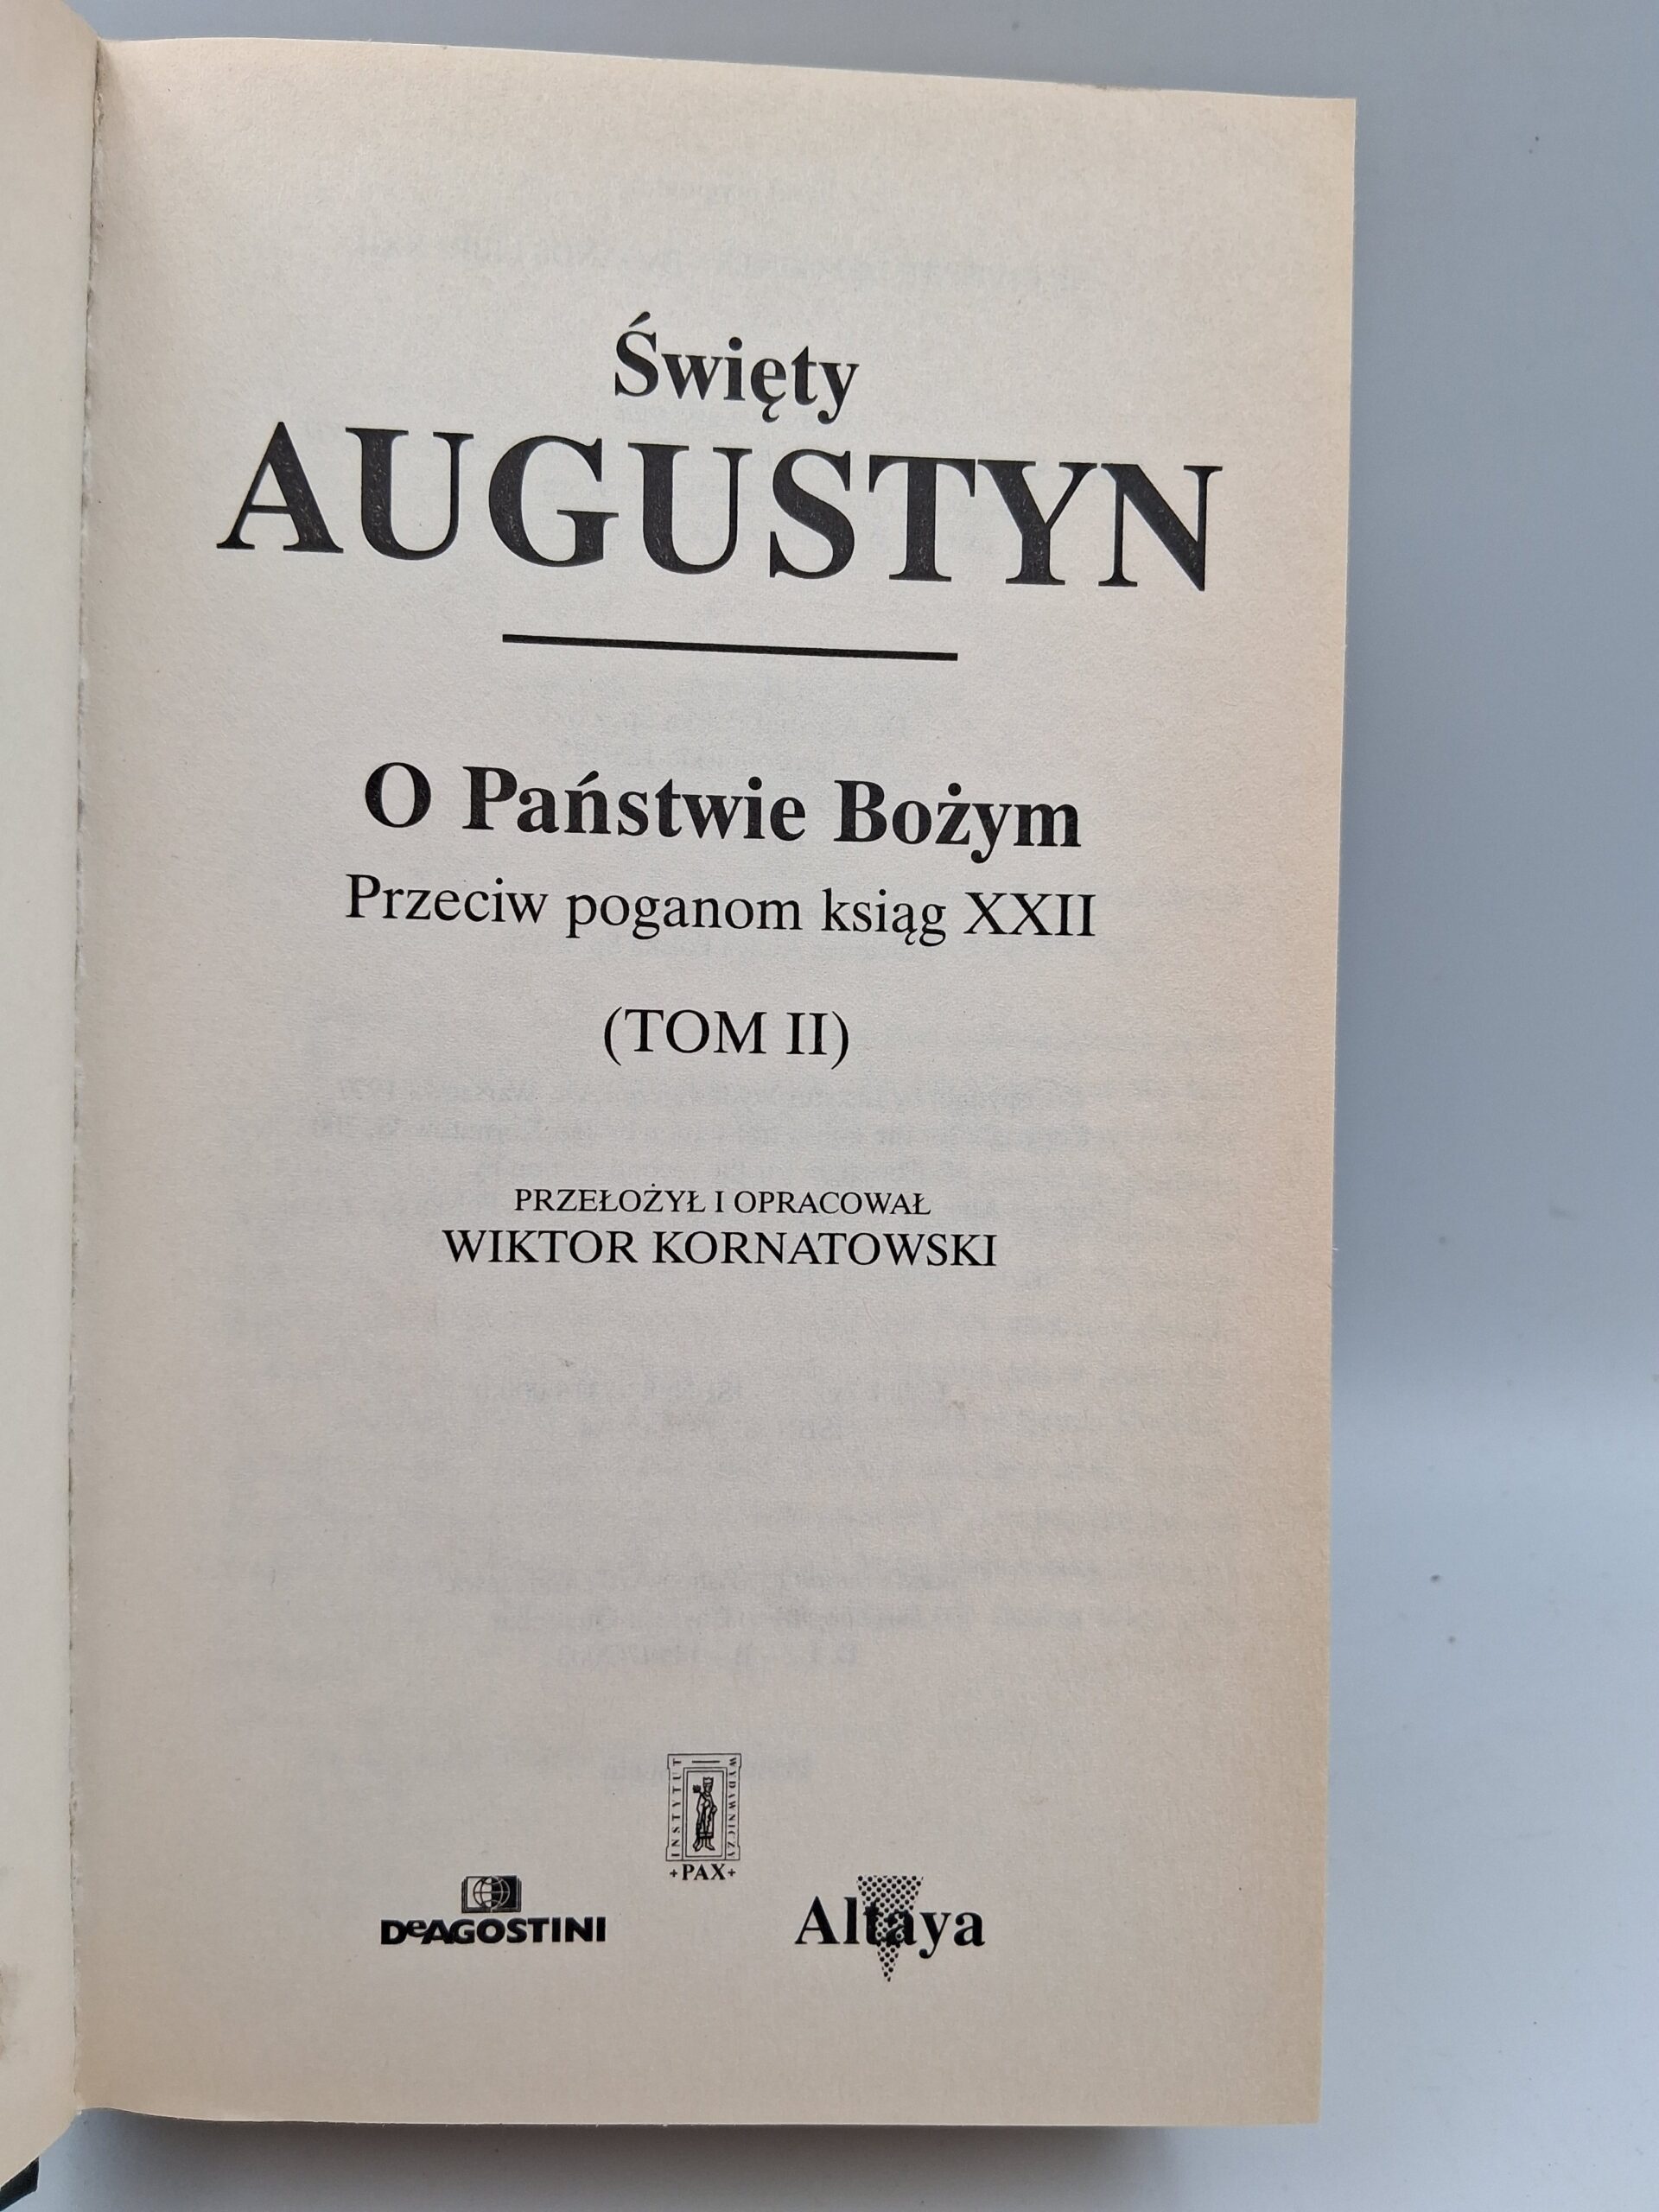 Święty
AUGUSTYN
O Państwie Bożym
Przeciw poganom ksiąg XXII
(TOM II)
PRZEŁOŻYŁ I OPRACOWAŁ
WIKTOR KORNATOWSKI
INSTYTUT
WYDAWNICZY
+PAX+
DeAGOSTINI
Altaya